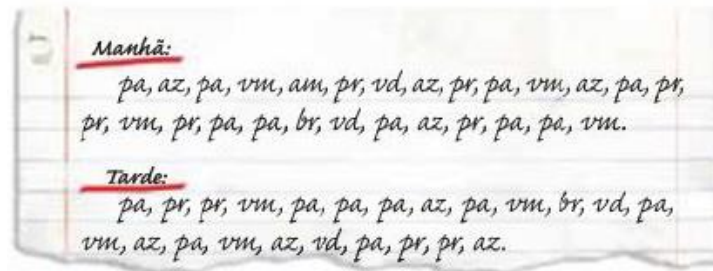 Manhã:
pa, az, pa, vm, am, pr, vd, az, pr, pa, vm, az, pa, pr,
pr, vm, pr, pa, pa, br, vd, pa, az, pr, pa, pa, vm.
Tarde:
pa, pr, pr, vm, pa, pa, pa, az, pa, vm, br, vd, pa,
vm, az, pa, vm, az, vd, pa, pr, pr, az.